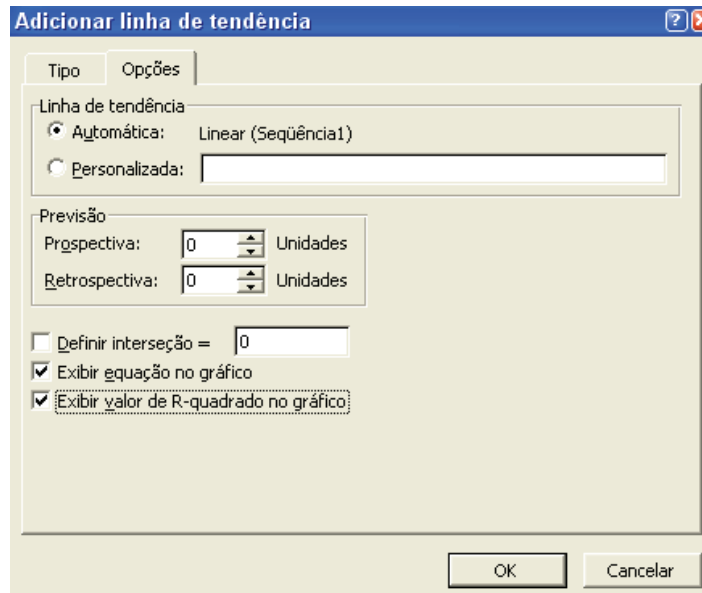 Adicionar linha de tendência
Tipo Opções
Linha de tendência
Automática: Linear (Seqüência1)
Personalizada:
Previsão
Prospectiva: 0 Unidades
Retrospectiva: 0 Unidades
Definir interseção = 0
Exibir equação no gráfico
Exibir valor de R-quadrado no gráfico
OK Cancelar